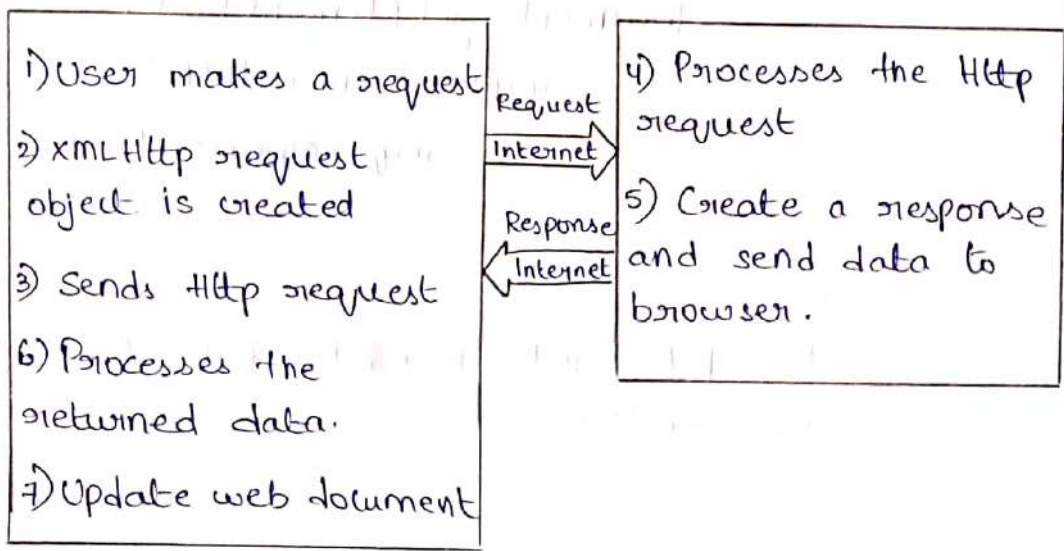 1) User makes a request
2) XML Http request
object is created
3) Sends Http request
6) Processes the
returned data.
7) Update web document
Request
Internet
Response
Internet
4) Processes the Http
request
5) Create a response
and send data to
browser.